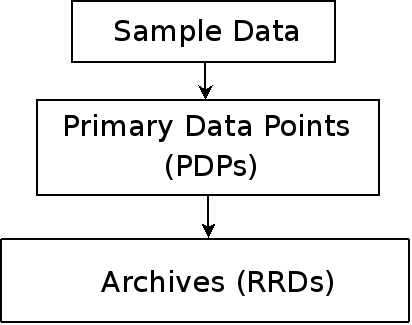 Sample Data
Primary Data Points
(PDPs)
Archives (RRDs)